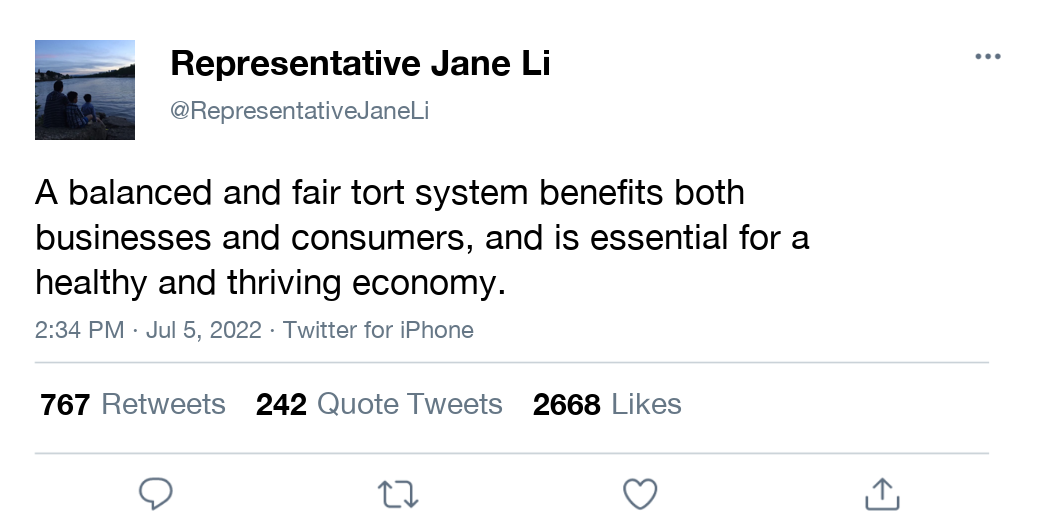 Representative Jane Li
@RepresentativeJaneLi
A balanced and fair tort system benefits both
businesses and consumers, and is essential for a
healthy and thriving economy.
2:34 PM · Jul 5, 2022 · Twitter for iPhone
767 Retweets 242 Quote Tweets 2668 Likes